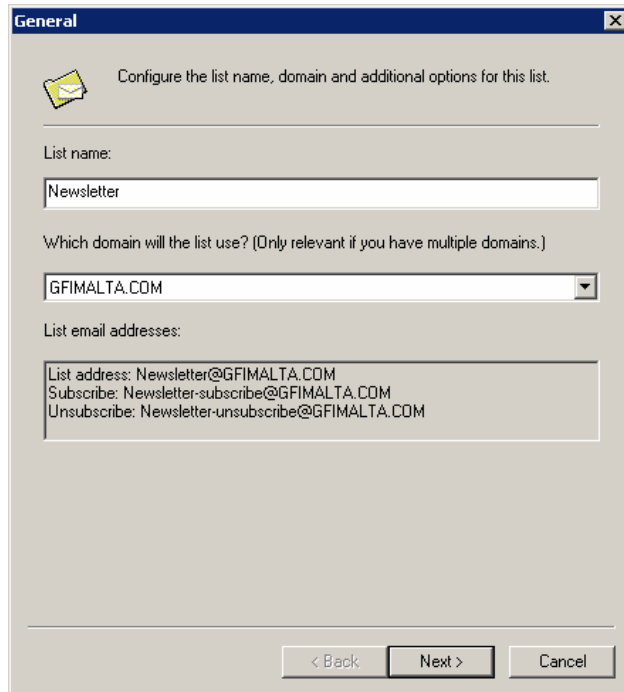 General
Configure the list name, domain and additional options for this list.
List name:
Newsletter
Which domain will the list use? (Only relevant if you have multiple domains.)
GFIMALTA.COM
List email addresses:
List address: Newsletter@GFIMALTA.COM
Subscribe: Newsletter-subscribe@GFIMALTA.COM
Unsubscribe: Newsletter-unsubscribe@GFIMALTA.COM
< Back Next > Cancel